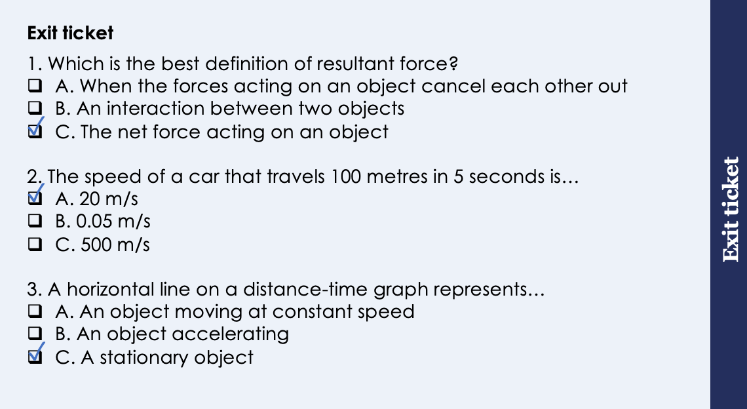 Exit ticket
1. Which is the best definition of resultant force?
A. When the forces acting on an object cancel each other out
B. An interaction between two objects
C. The net force acting on an object
2. The speed of a car that travels 100 metres in 5 seconds is…
A. 20 m/s
B. 0.05 m/s
C. 500 m/s
3. A horizontal line on a distance-time graph represents…
A. An object moving at constant speed
B. An object accelerating
C. A stationary object
Exit ticket